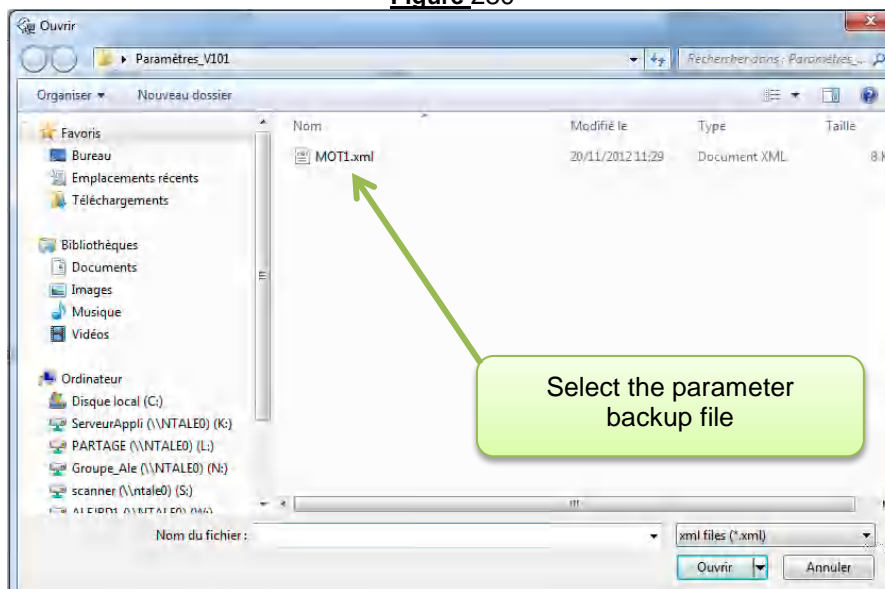 Ouvrir
Paramètres_V101
Rechercher dans : Paramètres_...
Organiser
Nouveau dossier
Nom Modifié le Type Taille
MOT1.xml 20/11/2012 11:29 Document XML
Favoris
Bureau
Emplacements récents
Téléchargements
Bibliothèques
Documents
Images
Musique
Vidéos
Ordinateur
Disque local (C:)
ServeurAppli (\\NTALE0) (K:)
PARTAGE (\\NTALE0) (L:)
Groupe_Ale (\\NTALE0) (N:)
scanner (\\ntale0) (S:)
Select the parameter
backup file
Nom du fichier :
xml files (*.xml)
Ouvrir
Annuler